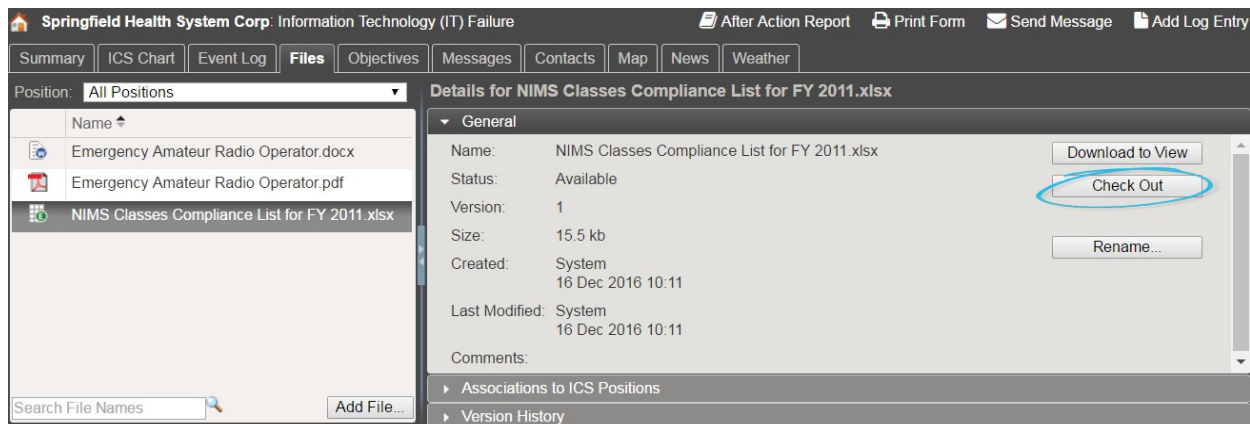 Springfield Health System Corp: Information Technology (IT) Failure After Action Report Print Form Send Message Add Log Entry
Summary ICS Chart Event Log Files Objectives Messages Contacts Map News Weather
Position: All Positions
Name
Emergency Amateur Radio Operator.docx
Emergency Amateur Radio Operator.pdf
NIMS Classes Compliance List for FY 2011.xlsx
Search File Names Add File...
Details for NIMS Classes Compliance List for FY 2011.xlsx
General
Name: NIMS Classes Compliance List for FY 2011.xlsx Download to View
Status: Available Check Out
Version: 1
Size: 15.5 kb Rename...
Created: System
16 Dec 2016 10:11
Last Modified: System
16 Dec 2016 10:11
Comments:
Associations to ICS Positions
Version History